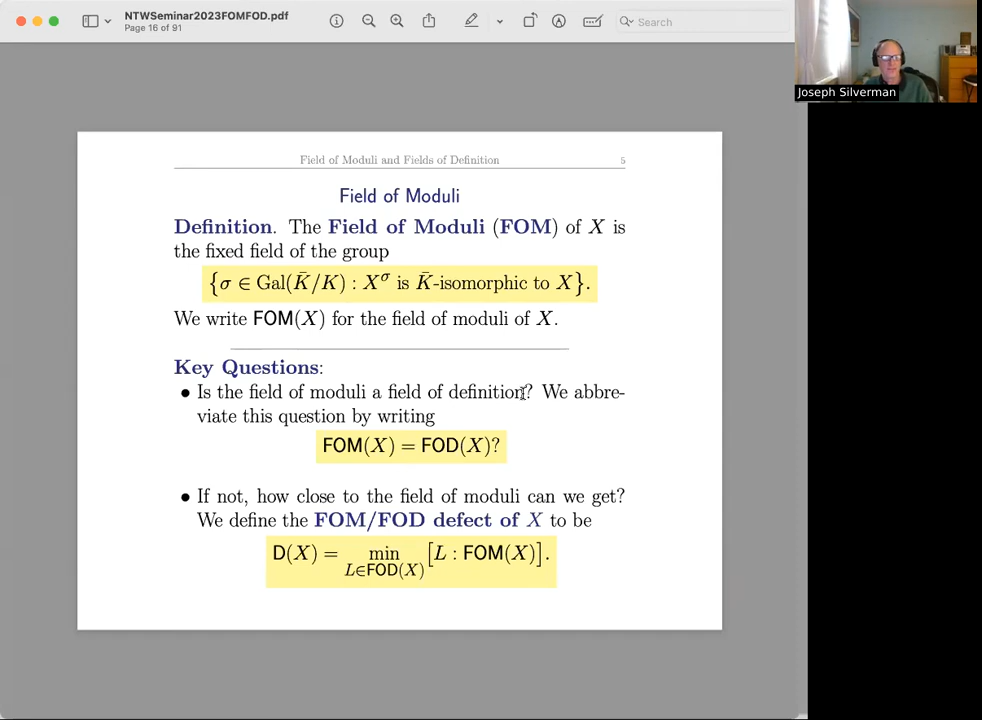 NTWSeminar2023FOMFOD.pdf
Page 16 of 91
Search
Joseph Silverman
Field of Moduli and Fields of Definition 5
Field of Moduli
Definition. The Field of Moduli (FOM) of X is
the fixed field of the group
{σ ∈ Gal(K̄/K) : X^σ is K̄-isomorphic to X}.
We write FOM(X) for the field of moduli of X.
Key Questions:
• Is the field of moduli a field of definition? We abbre-
viate this question by writing
FOM(X) = FOD(X)?
• If not, how close to the field of moduli can we get?
We define the FOM/FOD defect of X to be
D(X) = min [L : FOM(X)].
L∈FOD(X)